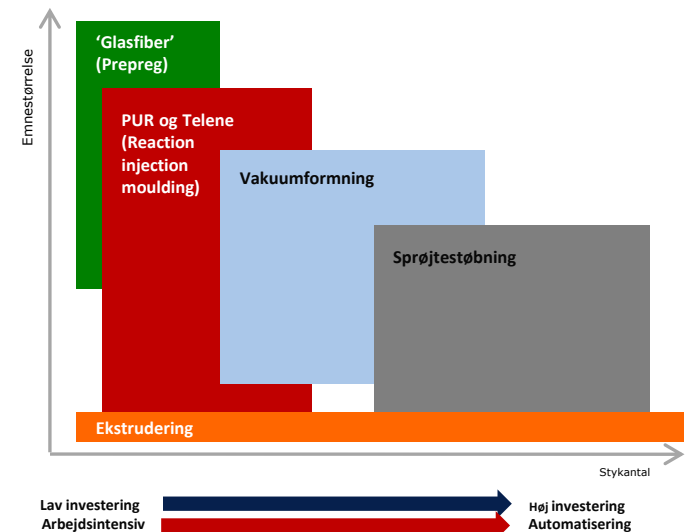 Emnestørrelse
‘Glasfiber’
(Prepreg)
PUR og Telene
(Reaction
injection
moulding)
Vakuumformning
Sprøjtestøbning
Ekstrudering
Stykantal
Lav investering
Høj investering
Arbejdsintensiv
Automatisering